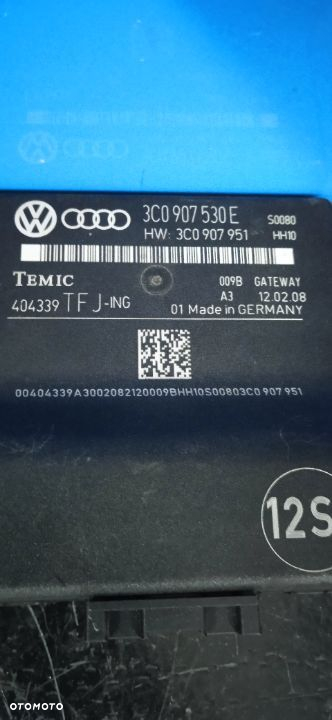 3C0 907 530 E S0080
HW: 3C0 907 951 HH10
TEMIC 009B GATEWAY
A3 12.02.08
404339 TFJ-ING 01 Made in GERMANY
00404339A3002082120009BHH10S00803C0 907 951
12S
OTOMOTO